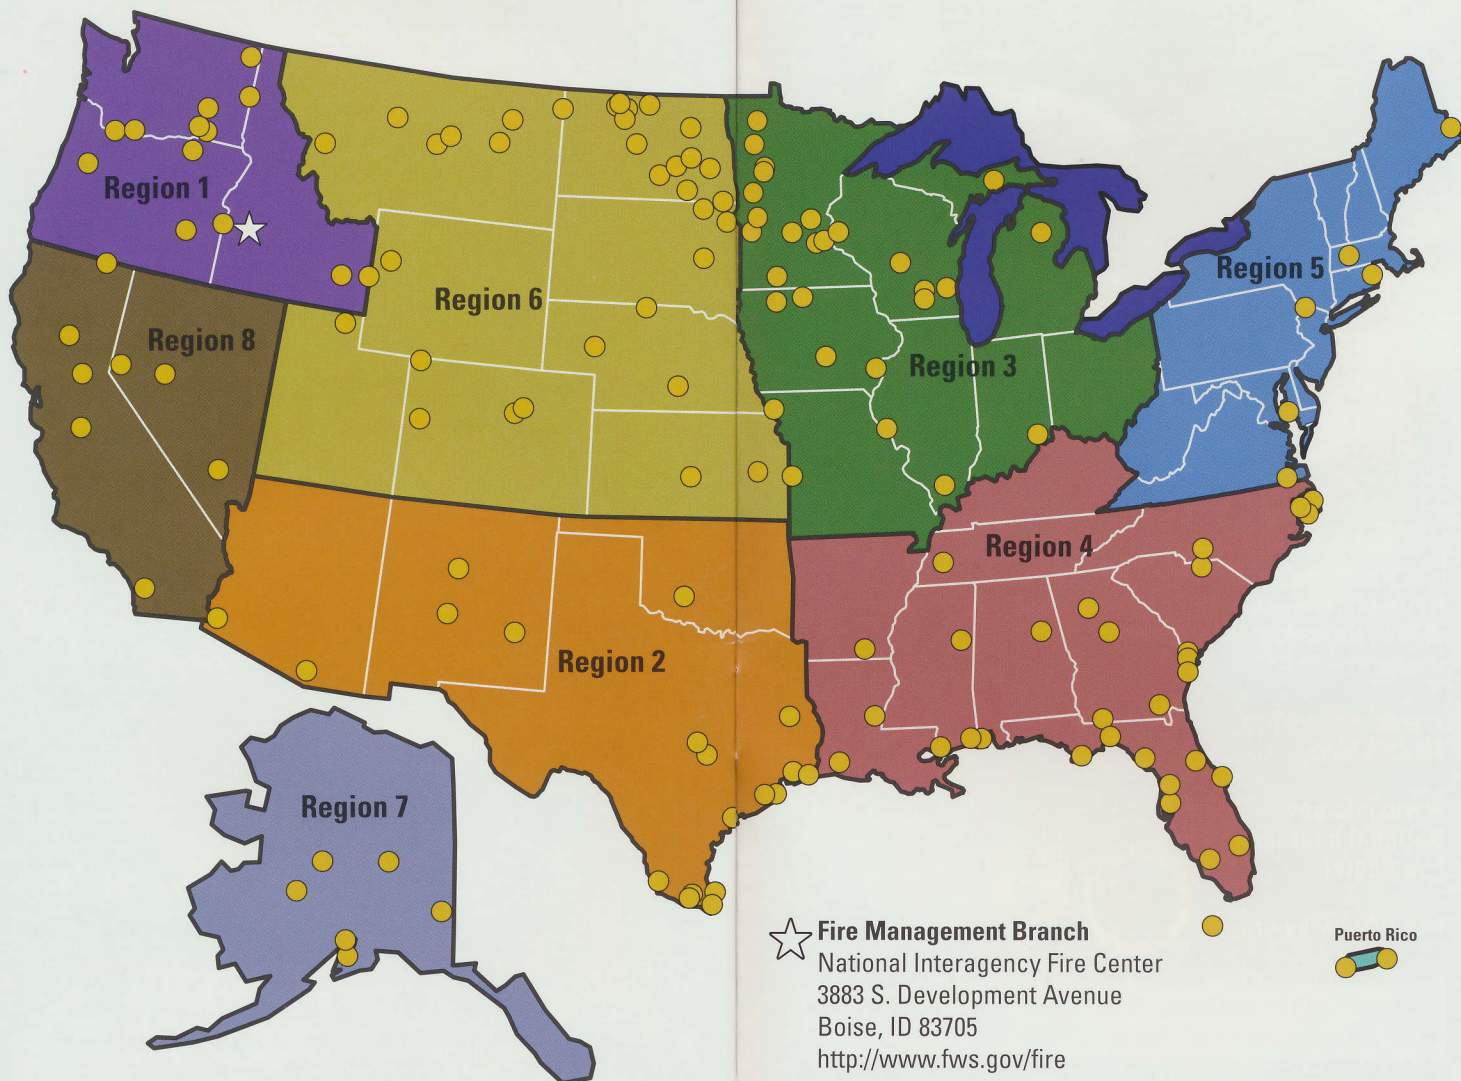 Region 1
Region 6
Region 8
Region 3
Region 5
Region 4
Region 2
Region 7
Fire Management Branch
National Interagency Fire Center
3883 S. Development Avenue
Boise, ID 83705
http://www.fws.gov/fire
Puerto Rico